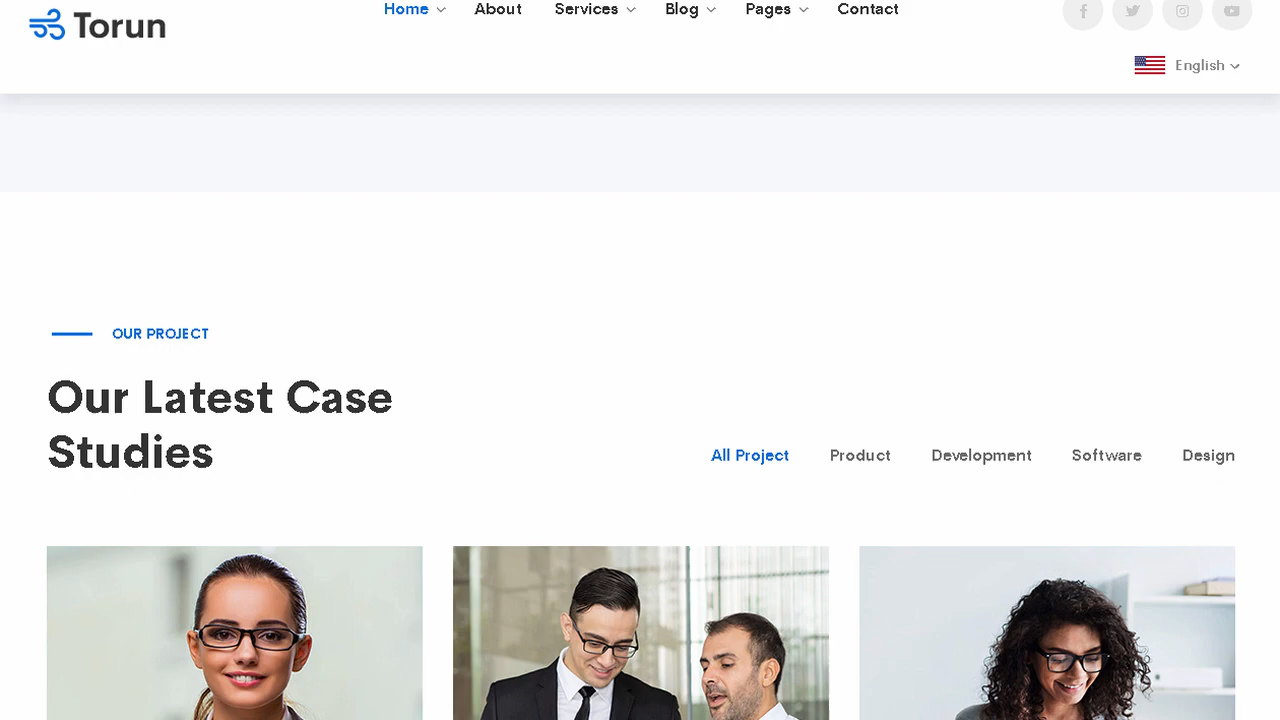 Torun
Home About Services Blog Pages Contact
English
OUR PROJECT
Our Latest Case
Studies
All Project Product Development Software Design